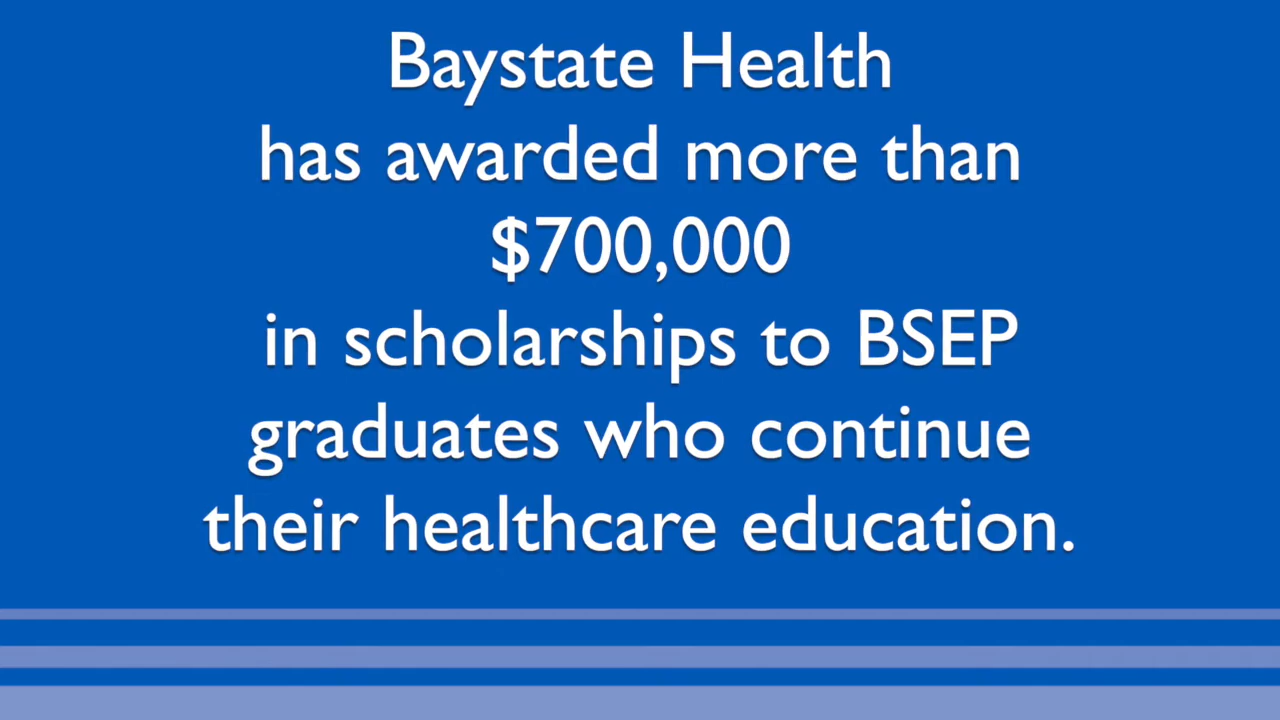 Baystate Health
has awarded more than
$700,000
in scholarships to BSEP
graduates who continue
their healthcare education.